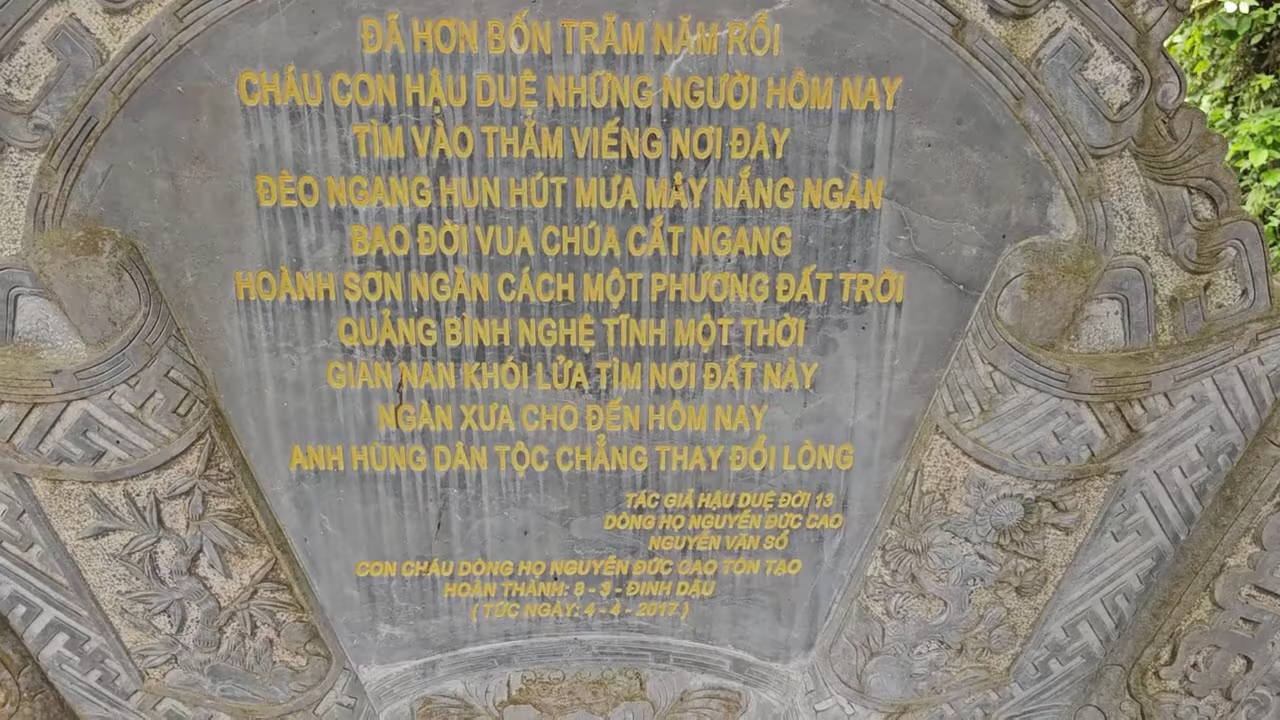 ĐÃ HƠN BỐN TRĂM NĂM RỒI
CHÁU CON HẬU DUỆ NHỮNG NGƯỜI HÔM NAY
TÌM VÀO THĂM VIẾNG NƠI ĐÂY
ĐÈO NGANG HUN HÚT MƯA MÂY NẮNG NGÀN
BAO ĐỜI VUA CHÚA CẮT NGANG
HOÀNH SƠN NGĂN CÁCH MỘT PHƯƠNG ĐẤT TRỜI
QUẢNG BÌNH NGHỆ TĨNH MỘT THỜI
GIAN NAN KHÓI LỬA TÌM NƠI ĐẤT NÀY
NGÀN XƯA CHO ĐẾN HÔM NAY
ANH HÙNG DÂN TỘC CHẲNG THAY ĐỔI LÒNG
TÁC GIẢ HẬU DUỆ ĐỜI 13
DÒNG HỌ NGUYỄN ĐỨC CAO
NGUYỄN VĂN SỔ
CON CHÁU DÒNG HỌ NGUYỄN ĐỨC CAO TÔN TẠO
HOÀN THÀNH: 8 - 3 - ĐINH DẬU
( TỨC NGÀY: 4 - 4 - 2017 )